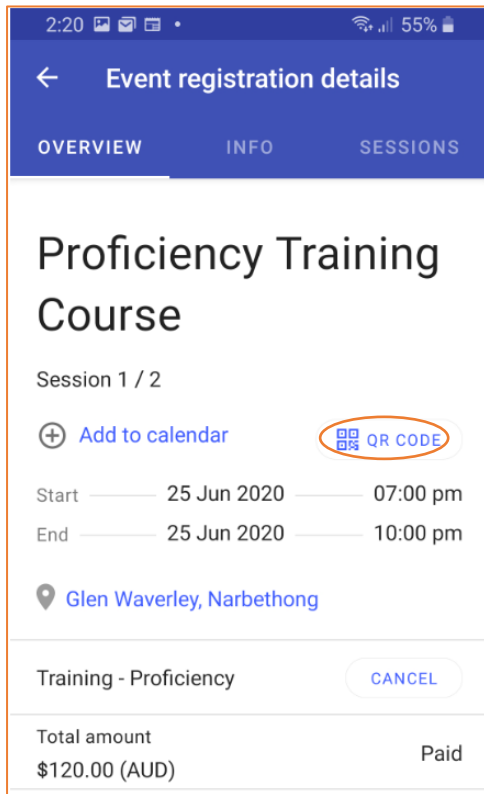 2:20 55%
Event registration details
OVERVIEW INFO SESSIONS
Proficiency Training
Course
Session 1 / 2
Add to calendar QR CODE
Start 25 Jun 2020 07:00 pm
End 25 Jun 2020 10:00 pm
Glen Waverley, Narbethong
Training - Proficiency CANCEL
Total amount
Paid
$120.00 (AUD)